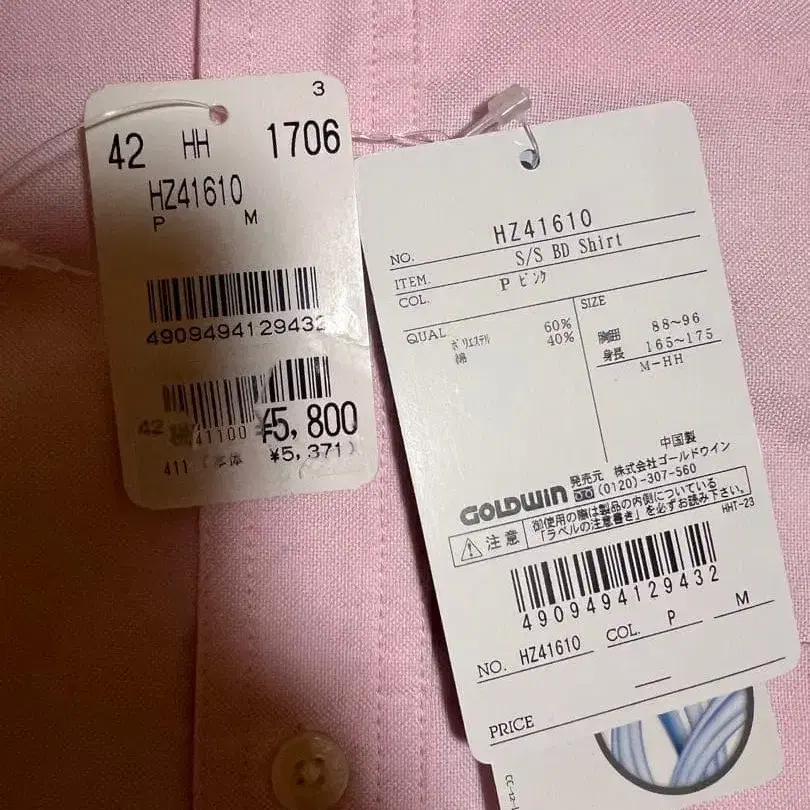 3
42 HH 1706
HZ41610
P M
4909494129432
42 41100 ¥5,800
411 (本体 ¥5,371)
NO. HZ41610
ITEM. S/S BD Shirt
COL. P ピンク
QUAL
ポリエステル 60%
綿 40%
SIZE
胸囲 88~96
身長 165~175
M-HH
中国製
発売元 株式会社ゴールドウイン
GOLDWIN (0120)-307-560
注意 御使用の際は製品の内側についている
「ラベルの注意書き」を必ずお読み下さい。
HHT-23
4909494129432
NO. HZ41610 COL. P M
PRICE